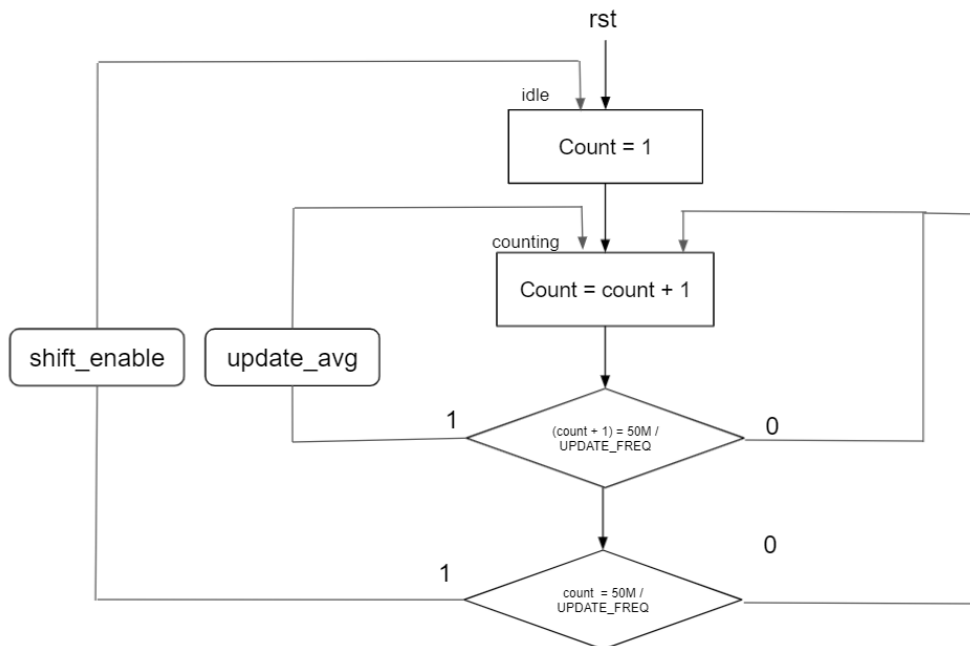 rst
idle
Count = 1
counting
Count = count + 1
shift_enable
update_avg
1
(count + 1) = 50M /
UPDATE_FREQ
0
1
count = 50M /
UPDATE_FREQ
0